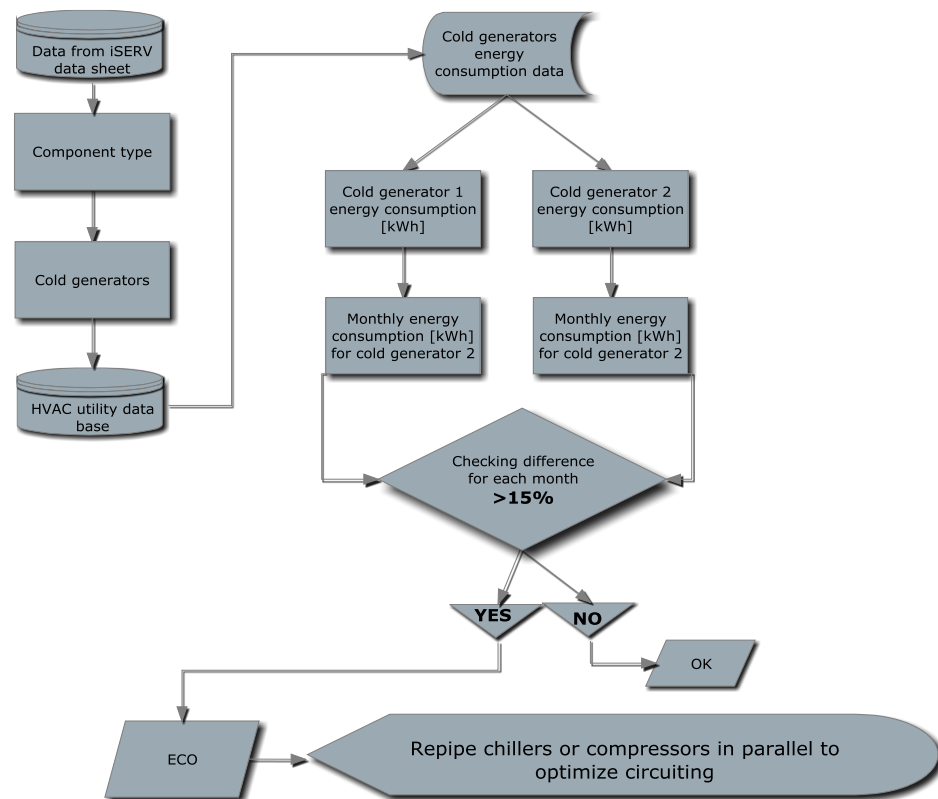 Data from iSERV
data sheet
Component type
Cold generators
HVAC utility data
base
Cold generators
energy
consumption data
Cold generator 1
energy consumption
[kWh]
Cold generator 2
energy consumption
[kWh]
Monthly energy
consumption [kWh]
for cold generator 2
Monthly energy
consumption [kWh]
for cold generator 2
Checking difference
for each month
>15%
YES
NO
OK
ECO
Repipe chillers or compressors in parallel to
optimize circuiting